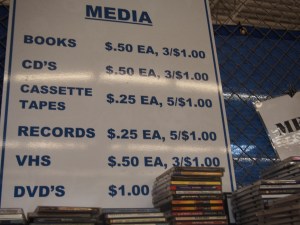 MEDIA
BOOKS $.50 EA, 3/$1.00
CD'S $.50 EA, 3/$1.00
CASSETTE TAPES $.25 EA, 5/$1.00
RECORDS $.25 EA, 5/$1.00
VHS $.50 EA, 3/$1.00
DVD'S $1.00